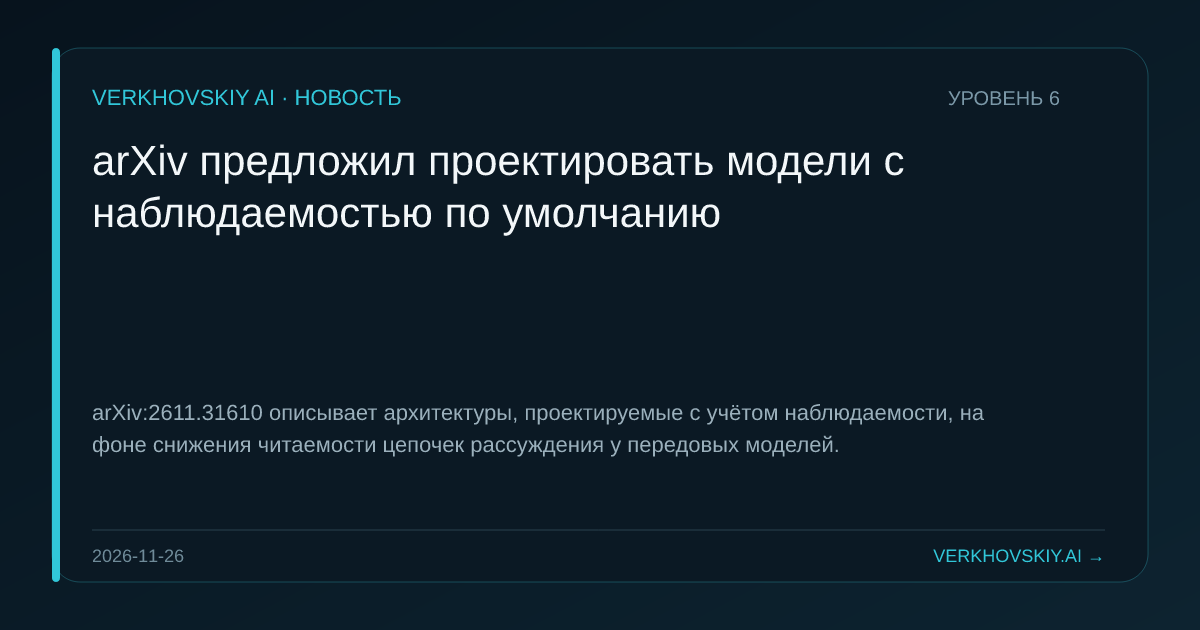 VERKHOVSKIY AI · НОВОСТЬ
УРОВЕНЬ 6
arXiv предложил проектировать модели с
наблюдаемостью по умолчанию
arXiv:2611.31610 описывает архитектуры, проектируемые с учётом наблюдаемости, на
фоне снижения читаемости цепочек рассуждения у передовых моделей.
2026-11-26
VERKHOVSKIY.AI →